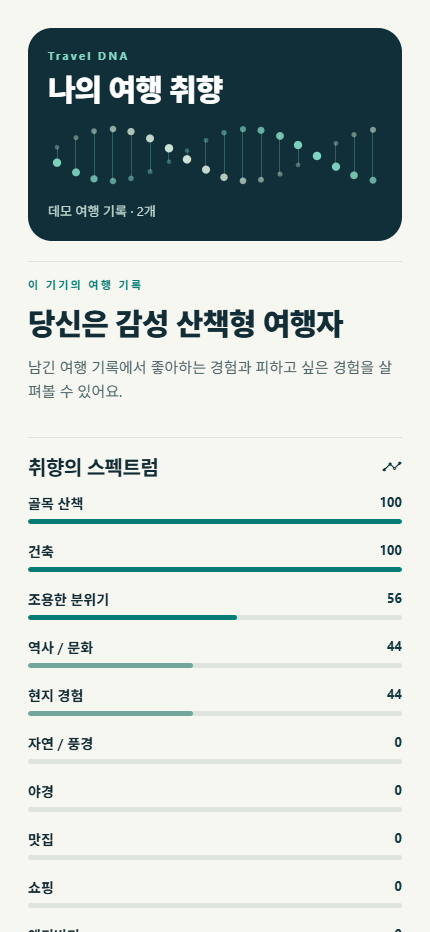 Travel DNA
나의 여행 취향
데모 여행 기록 · 2개
이 기기의 여행 기록
당신은 감성 산책형 여행자
남긴 여행 기록에서 좋아하는 경험과 피하고 싶은 경험을 살
펴볼 수 있어요.
취향의 스펙트럼
골목 산책 100
건축 100
조용한 분위기 56
역사 / 문화 44
현지 경험 44
자연 / 풍경 0
야경 0
맛집 0
쇼핑 0